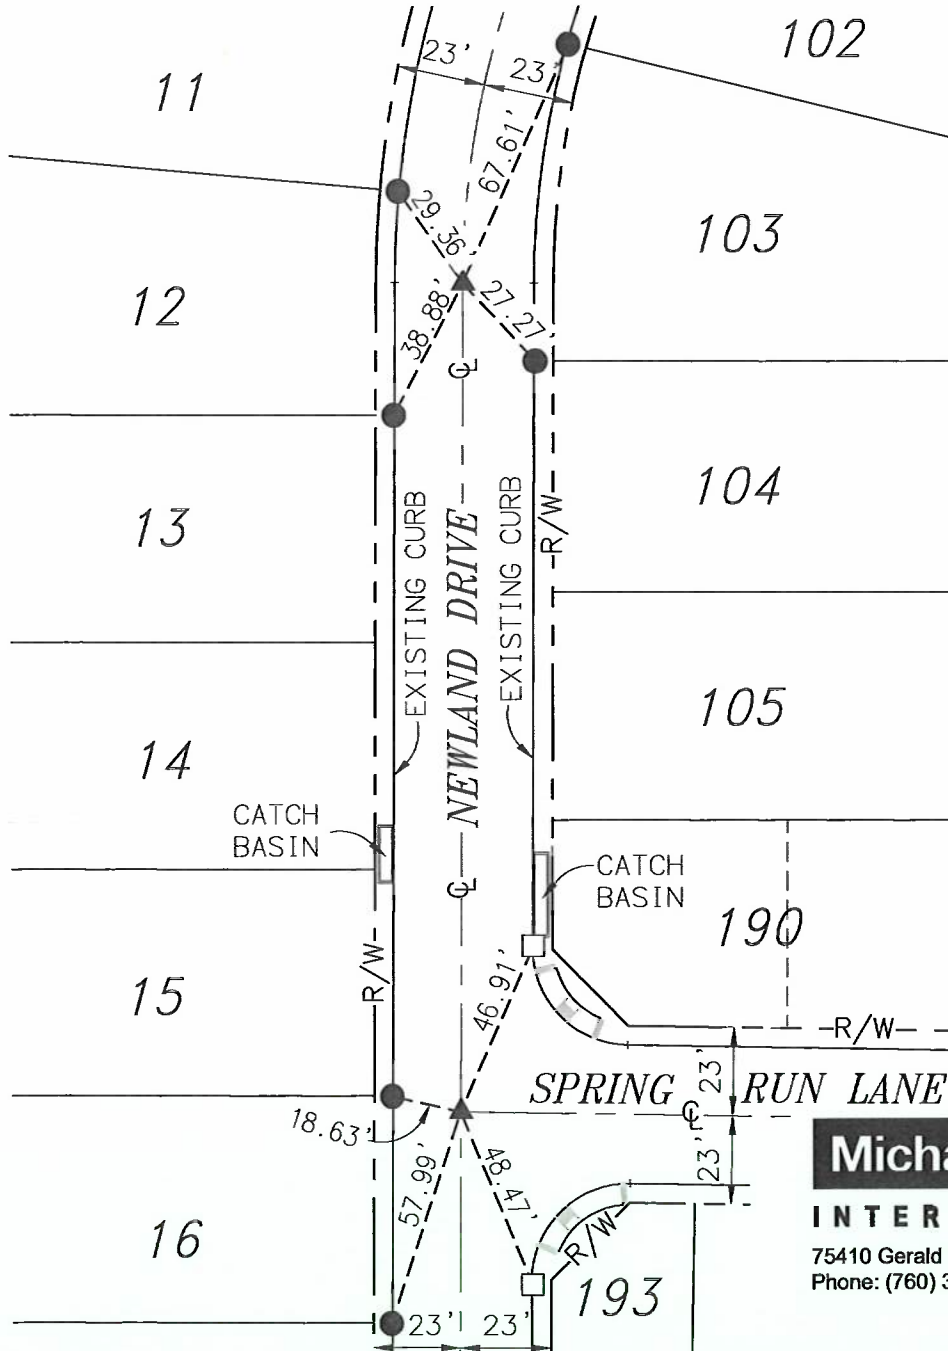 102
23'
23'
11
67.61'
29.36'
103
12
38.88'
27.27'
℄
13
104
EXISTING CURB
NEWLAND DRIVE
EXISTING CURB
R/W
105
14
CATCH
BASIN
℄
CATCH
BASIN
190
R/W
15
46.91'
R/W
SPRING RUN LANE
23'
℄
18.63'
23'
57.99'
48.47'
R/W
16
193
23'
23'
Micha
INTER
75410 Gerald
Phone: (760) 3